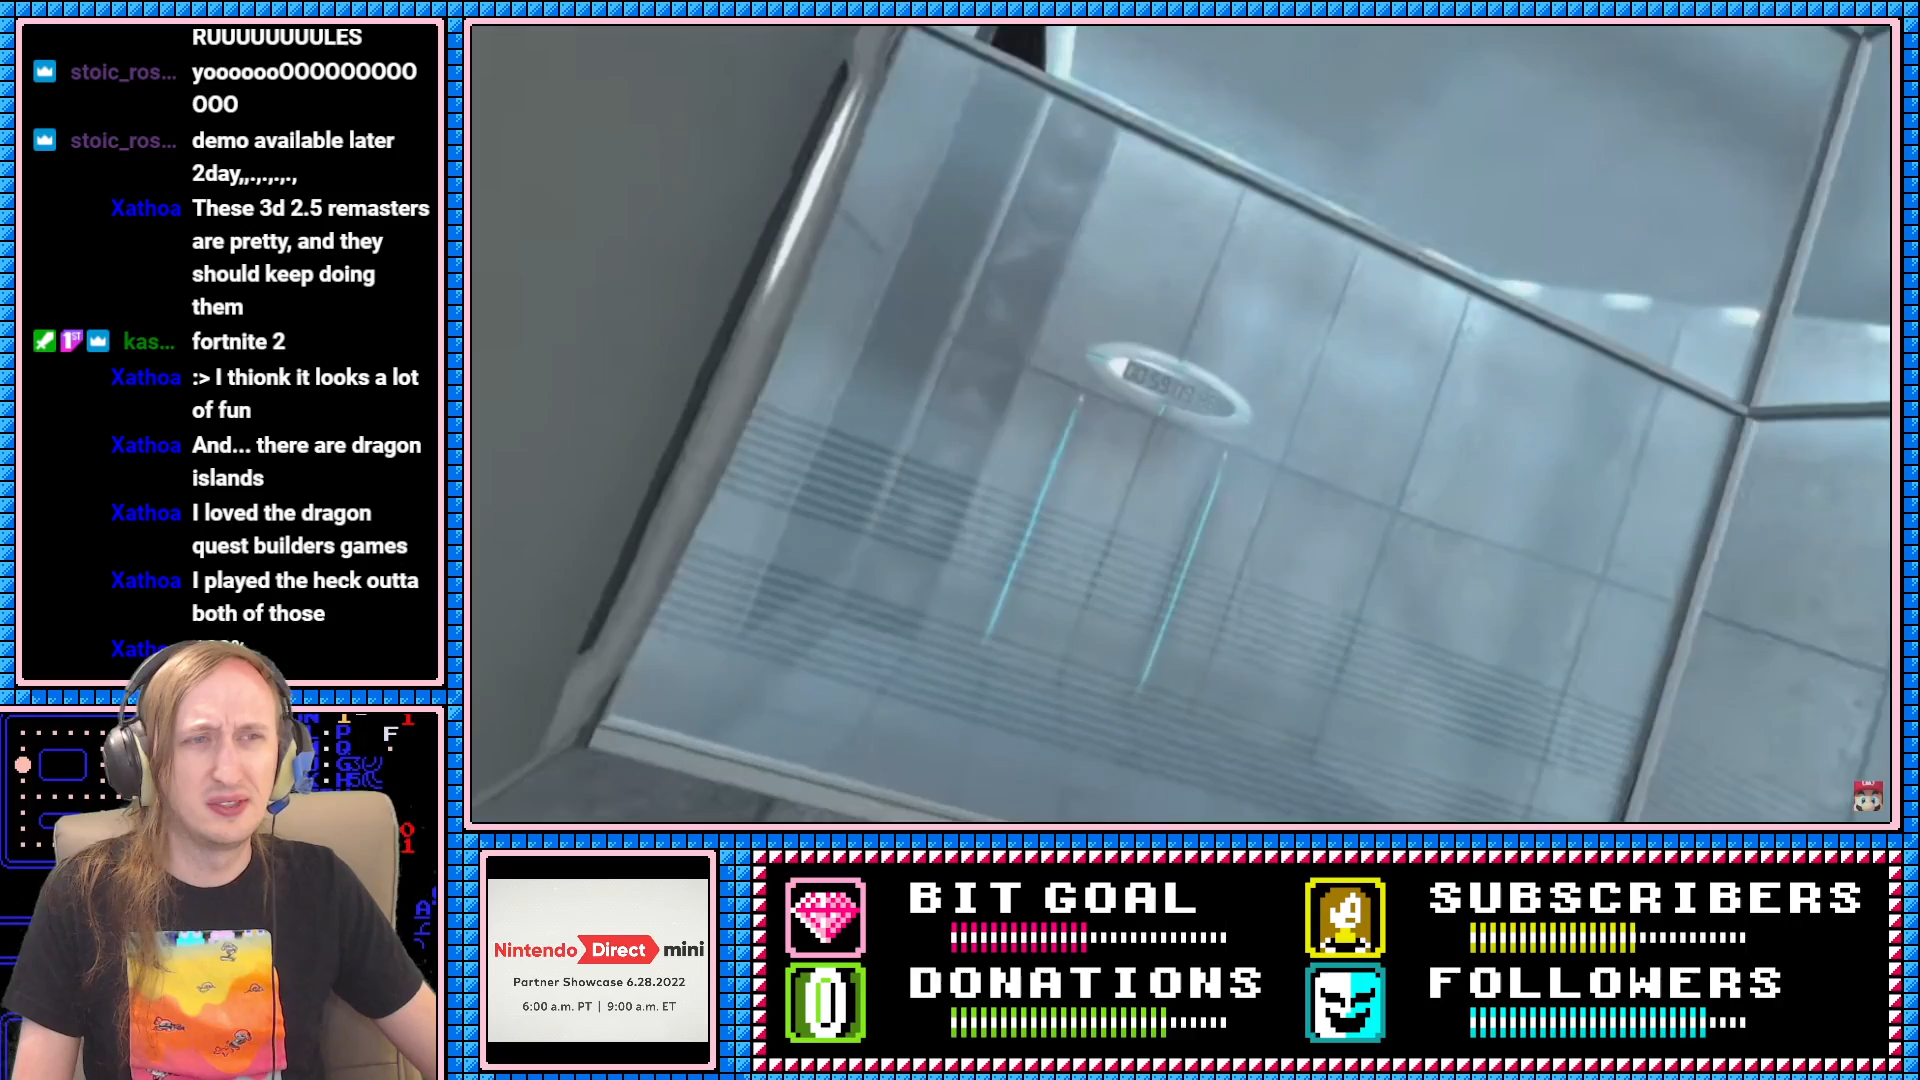 RUUUUUUUULES
stoic_ros... yooooooOOOOOOOOO
OOO
stoic_ros... demo available later
2day,,.,.,.,.,
Xathoa These 3d 2.5 remasters
are pretty, and they
should keep doing
them
1ST kas... fortnite 2
Xathoa :> I thionk it looks a lot
of fun
Xathoa And... there are dragon
islands
Xathoa I loved the dragon
quest builders games
Xathoa I played the heck outta
both of those
Nintendo Direct mini
Partner Showcase 6.28.2022
6:00 a.m. PT | 9:00 a.m. ET
BIT GOAL
SUBSCRIBERS
DONATIONS
FOLLOWERS